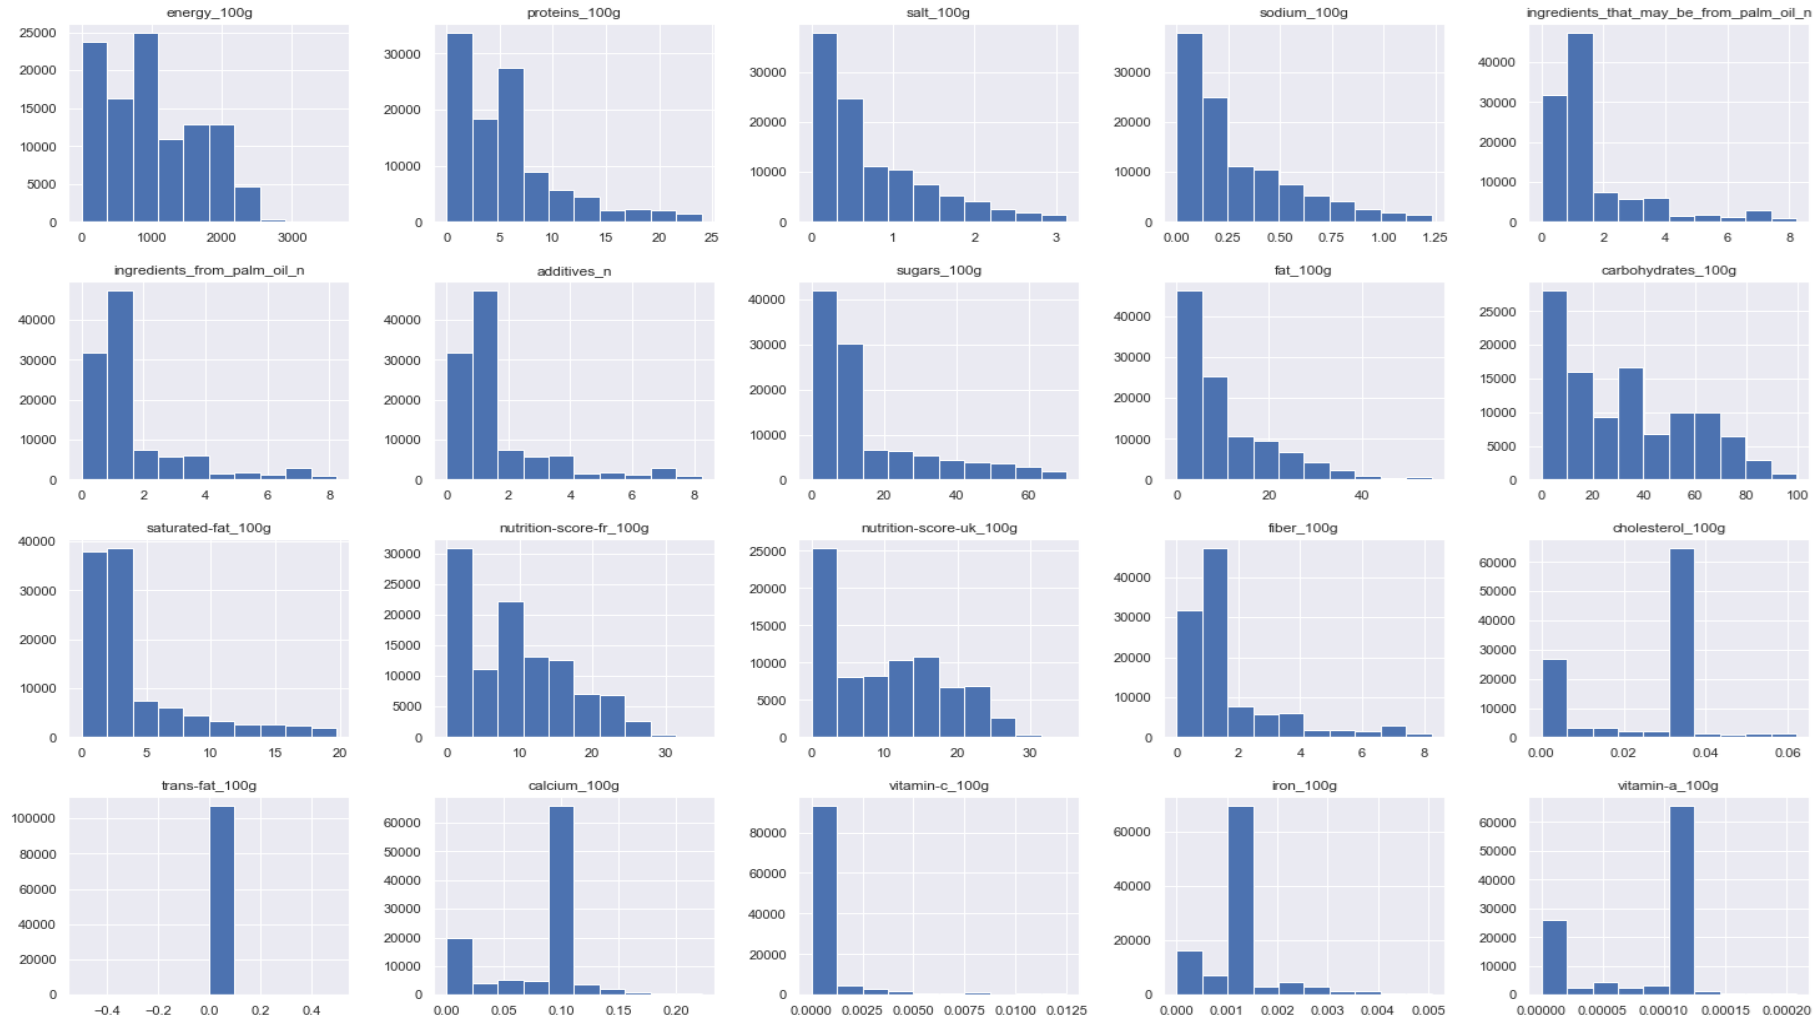 energy_100g
25000
20000
15000
10000
5000
0
0 1000 2000 3000
proteins_100g
30000
20000
10000
0
0 5 10 15 20 25
salt_100g
30000
20000
10000
0
0 1 2 3
sodium_100g
30000
20000
10000
0
0.00 0.25 0.50 0.75 1.00 1.25
ingredients_that_may_be_from_palm_oil_n
40000
30000
20000
10000
0
0 2 4 6 8
ingredients_from_palm_oil_n
40000
30000
20000
10000
0
0 2 4 6 8
additives_n
40000
30000
20000
10000
0
0 2 4 6 8
sugars_100g
40000
30000
20000
10000
0
0 20 40 60
fat_100g
40000
30000
20000
10000
0
0 20 40
carbohydrates_100g
25000
20000
15000
10000
5000
0
0 20 40 60 80 100
saturated-fat_100g
40000
30000
20000
10000
0
0 5 10 15 20
nutrition-score-fr_100g
30000
25000
20000
15000
10000
5000
0
0 10 20 30
nutrition-score-uk_100g
25000
20000
15000
10000
5000
0
0 10 20 30
fiber_100g
40000
30000
20000
10000
0
0 2 4 6 8
cholesterol_100g
60000
50000
40000
30000
20000
10000
0
0.00 0.02 0.04 0.06
trans-fat_100g
100000
80000
60000
40000
20000
0
−0.4 −0.2 0.0 0.2 0.4
calcium_100g
60000
50000
40000
30000
20000
10000
0
0.00 0.05 0.10 0.15 0.20
vitamin-c_100g
80000
60000
40000
20000
0
0.0000 0.0025 0.0050 0.0075 0.0100 0.0125
iron_100g
60000
40000
20000
0
0.000 0.001 0.002 0.003 0.004 0.005
vitamin-a_100g
60000
50000
40000
30000
20000
10000
0
0.00000 0.00005 0.00010 0.00015 0.00020